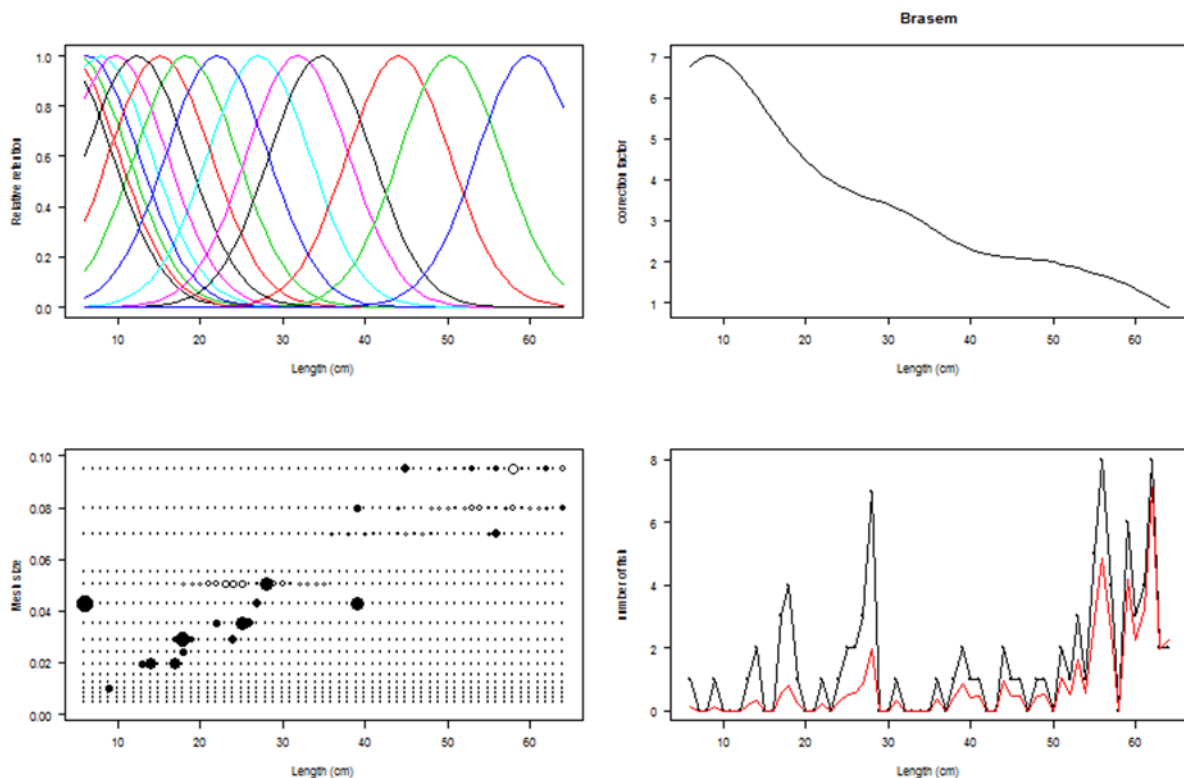 Brasem
Relative retention
1.0
0.8
0.6
0.4
0.2
0.0
10 20 30 40 50 60
Length (cm)
correction factor
7
6
5
4
3
2
1
10 20 30 40 50 60
Length (cm)
Mesh size
0.10
0.08
0.06
0.04
0.02
0.00
10 20 30 40 50 60
Length (cm)
number of fish
8
6
4
2
0
10 20 30 40 50 60
Length (cm)